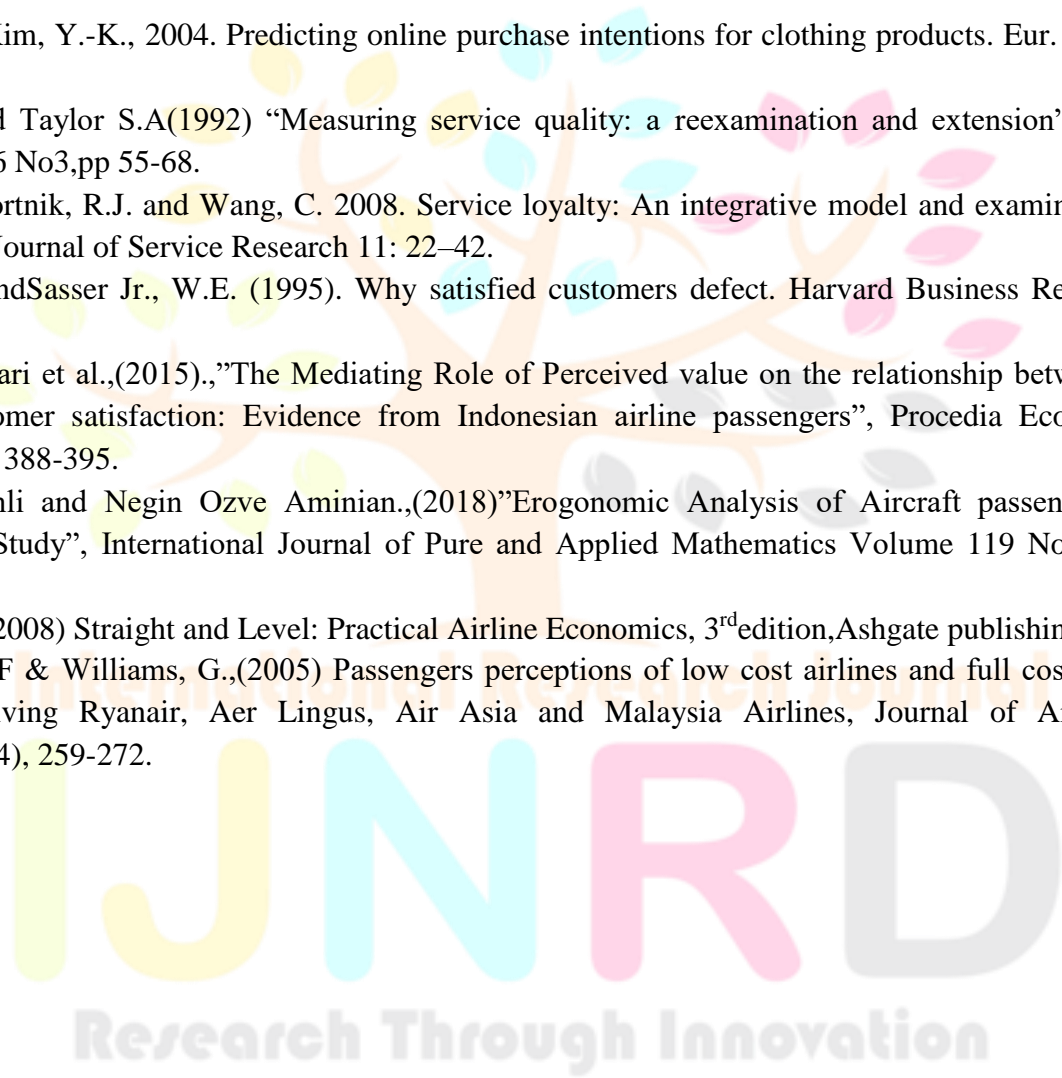 Kim, Y.-K., 2004. Predicting online purchase intentions for clothing products. Eur.
Taylor S.A(1992) “Measuring service quality: a reexamination and extension”
No3,pp 55-68.
R.J. and Wang, C. 2008. Service loyalty: An integrative model and
Journal of Service Research 11: 22–42.
ndSasser Jr., W.E. (1995). Why satisfied customers defect. Harvard Business Re
ari et al.,(2015).,”The Mediating Role of Perceived value on the relationship
omer satisfaction: Evidence from Indonesian airline passengers”, Procedia Eco
388-395.
and Negin Ozve Aminian.,(2018)”Erogonomic Analysis of Aircraft passen
Study”, International Journal of Pure and Applied Mathematics Volume 119 No
2008) Straight and Level: Practical Airline Economics, 3rdedition,Ashgate publishin
F & Williams, G.,(2005) Passengers perceptions of low cost airlines and full cos
International Research Journal
ving Ryanair, Aer Lingus, Air Asia and Malaysia Airlines, Journal of A
4), 259-272.
IJNRD
Research Through Innovation